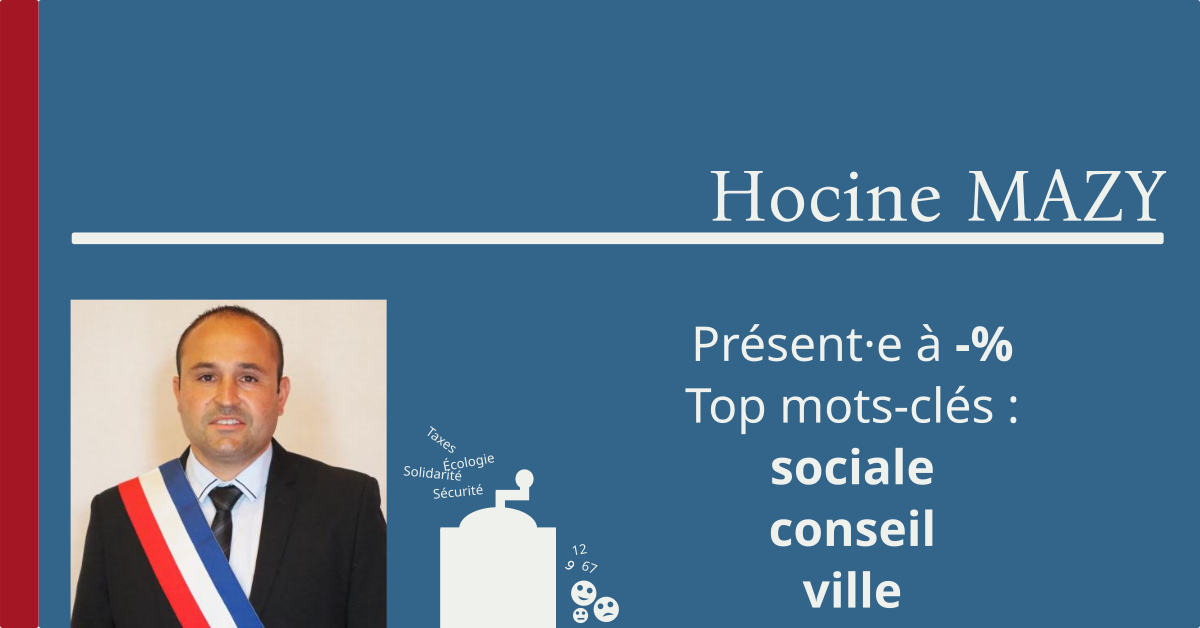 Hocine MAZY
Présent·e à -%
Top mots-clés :
sociale
conseil
ville
Taxes
Écologie
Solidarité
Sécurité
12
9 67